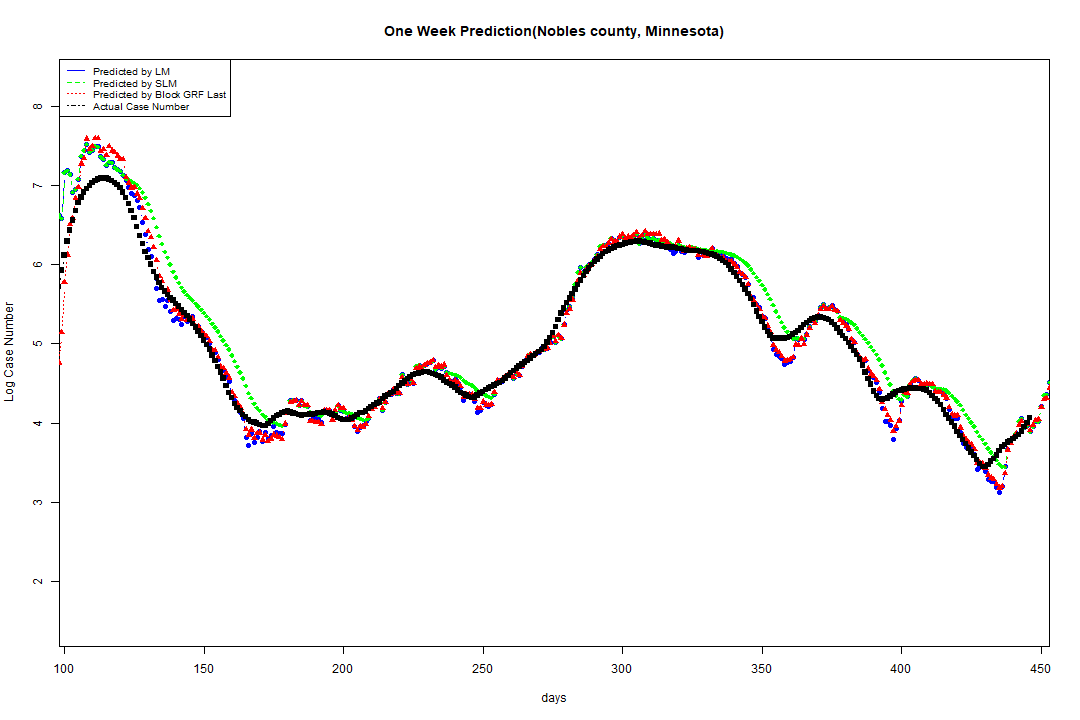 One Week Prediction(Nobles county, Minnesota)
Predicted by LM
Predicted by SLM
Predicted by Block GRF Last
Actual Case Number
8
7
6
5
4
3
2
Log Case Number
100 150 200 250 300 350 400 450
days